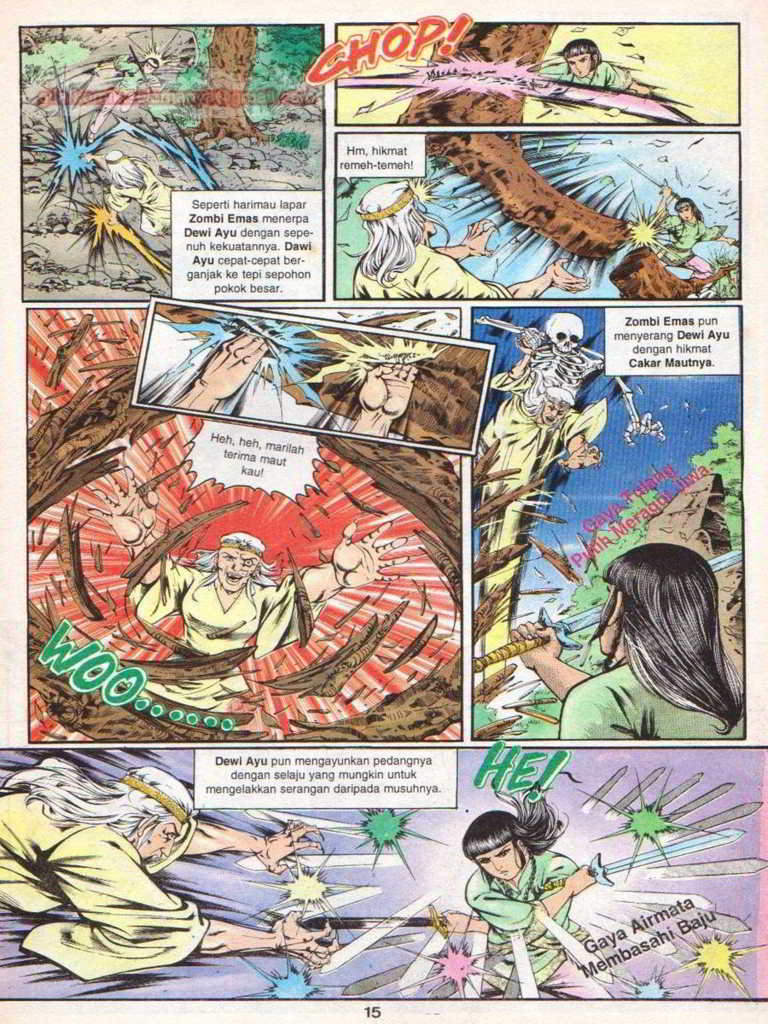 CHOP!
Seperti harimau lapar
Zombi Emas menerpa
Dewi Ayu dengan sepe-
nuh kekuatannya. Dawi
Ayu cepat-cepat ber-
ganjak ke tepi sepohon
pokok besar.
Hm, hikmat
remeh-temeh!
Heh, heh, marilah
terima maut
kau!
WOO........
Zombi Emas pun
menyerang Dewi Ayu
dengan hikmat
Cakar Mautnya.
Gaya Tulang
Putih Meragut Jiwa
Dewi Ayu pun mengayunkan pedangnya
dengan selaju yang mungkin untuk
mengelakkan serangan daripada musuhnya.
HE!
Gaya Airmata
Membasahi Baju
15